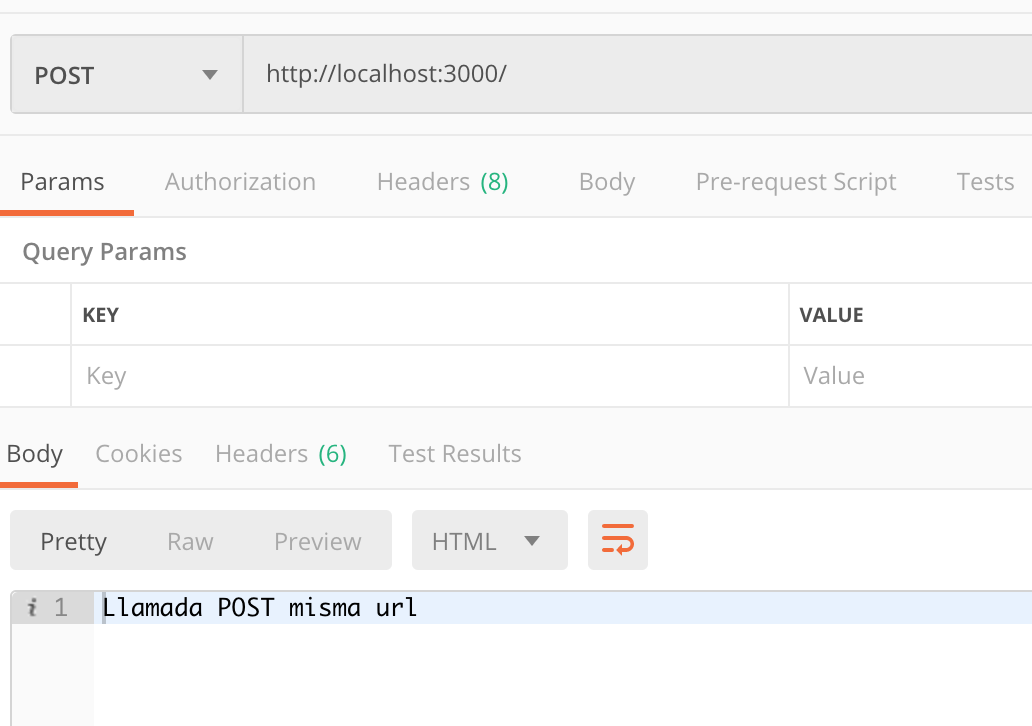 POST http://localhost:3000/
Params Authorization Headers (8) Body Pre-request Script Tests
Query Params
KEY VALUE
Key Value
Body Cookies Headers (6) Test Results
Pretty Raw Preview HTML
i 1 Llamada POST misma url